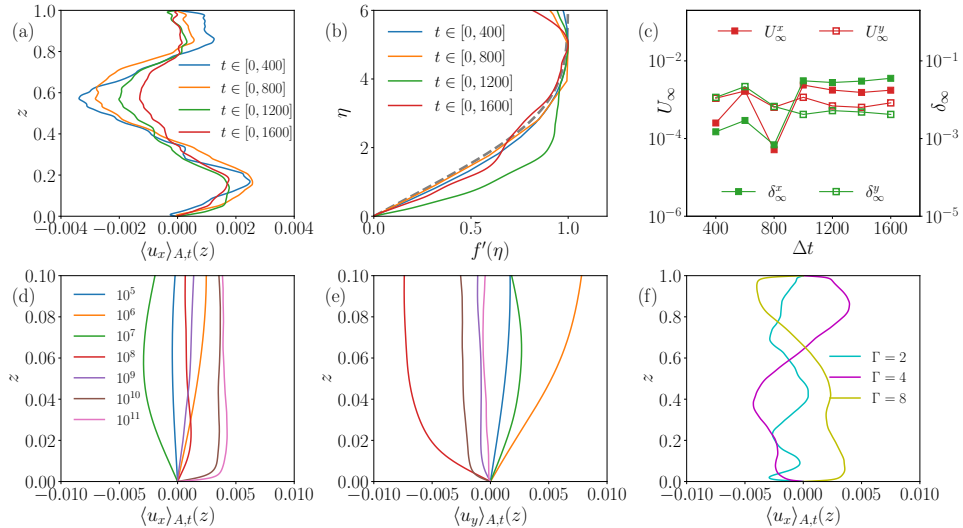 (a)
1.0
0.8
0.6
0.4
0.2
0.0
z
t ∈ [0, 400]
t ∈ [0, 800]
t ∈ [0, 1200]
t ∈ [0, 1600]
−0.004 −0.002 0.000 0.002 0.004
⟨u_x⟩_{A,t}(z)
(b)
6
4
2
0
η
t ∈ [0, 400]
t ∈ [0, 800]
t ∈ [0, 1200]
t ∈ [0, 1600]
0.0 0.5 1.0
f′(η)
(c)
U_∞^x U_∞^y
10^{−2}
10^{−4}
10^{−6}
U_∞
10^{−1}
10^{−3}
10^{−5}
δ_∞
δ_∞^x δ_∞^y
400 800 1200 1600
Δt
(d)
0.10
0.08
0.06
0.04
0.02
0.00
z
10^5
10^6
10^7
10^8
10^9
10^{10}
10^{11}
−0.010 −0.005 0.000 0.005 0.010
⟨u_x⟩_{A,t}(z)
(e)
0.10
0.08
0.06
0.04
0.02
0.00
z
−0.010 −0.005 0.000 0.005 0.010
⟨u_y⟩_{A,t}(z)
(f)
1.0
0.8
0.6
0.4
0.2
0.0
z
Γ = 2
Γ = 4
Γ = 8
−0.010 −0.005 0.000 0.005 0.010
⟨u_x⟩_{A,t}(z)